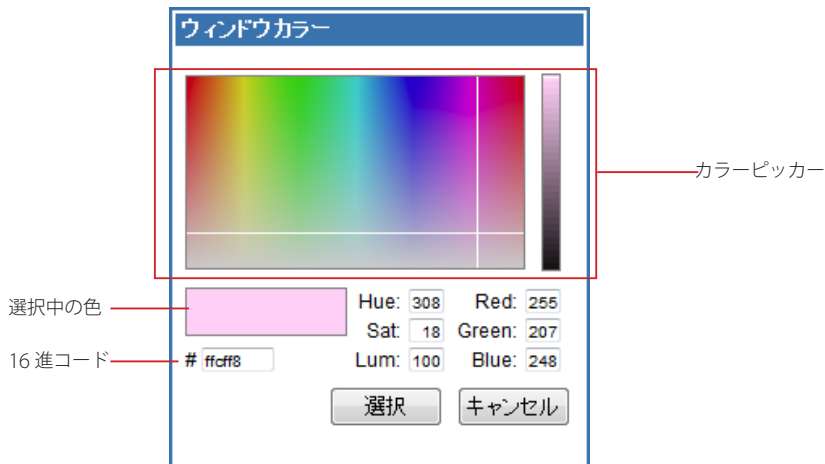 ウィンドウカラー
カラーピッカー
選択中の色
Hue: 308 Red: 255
Sat: 18 Green: 207
16 進コード
# ffcff8 Lum: 100 Blue: 248
選択 キャンセル